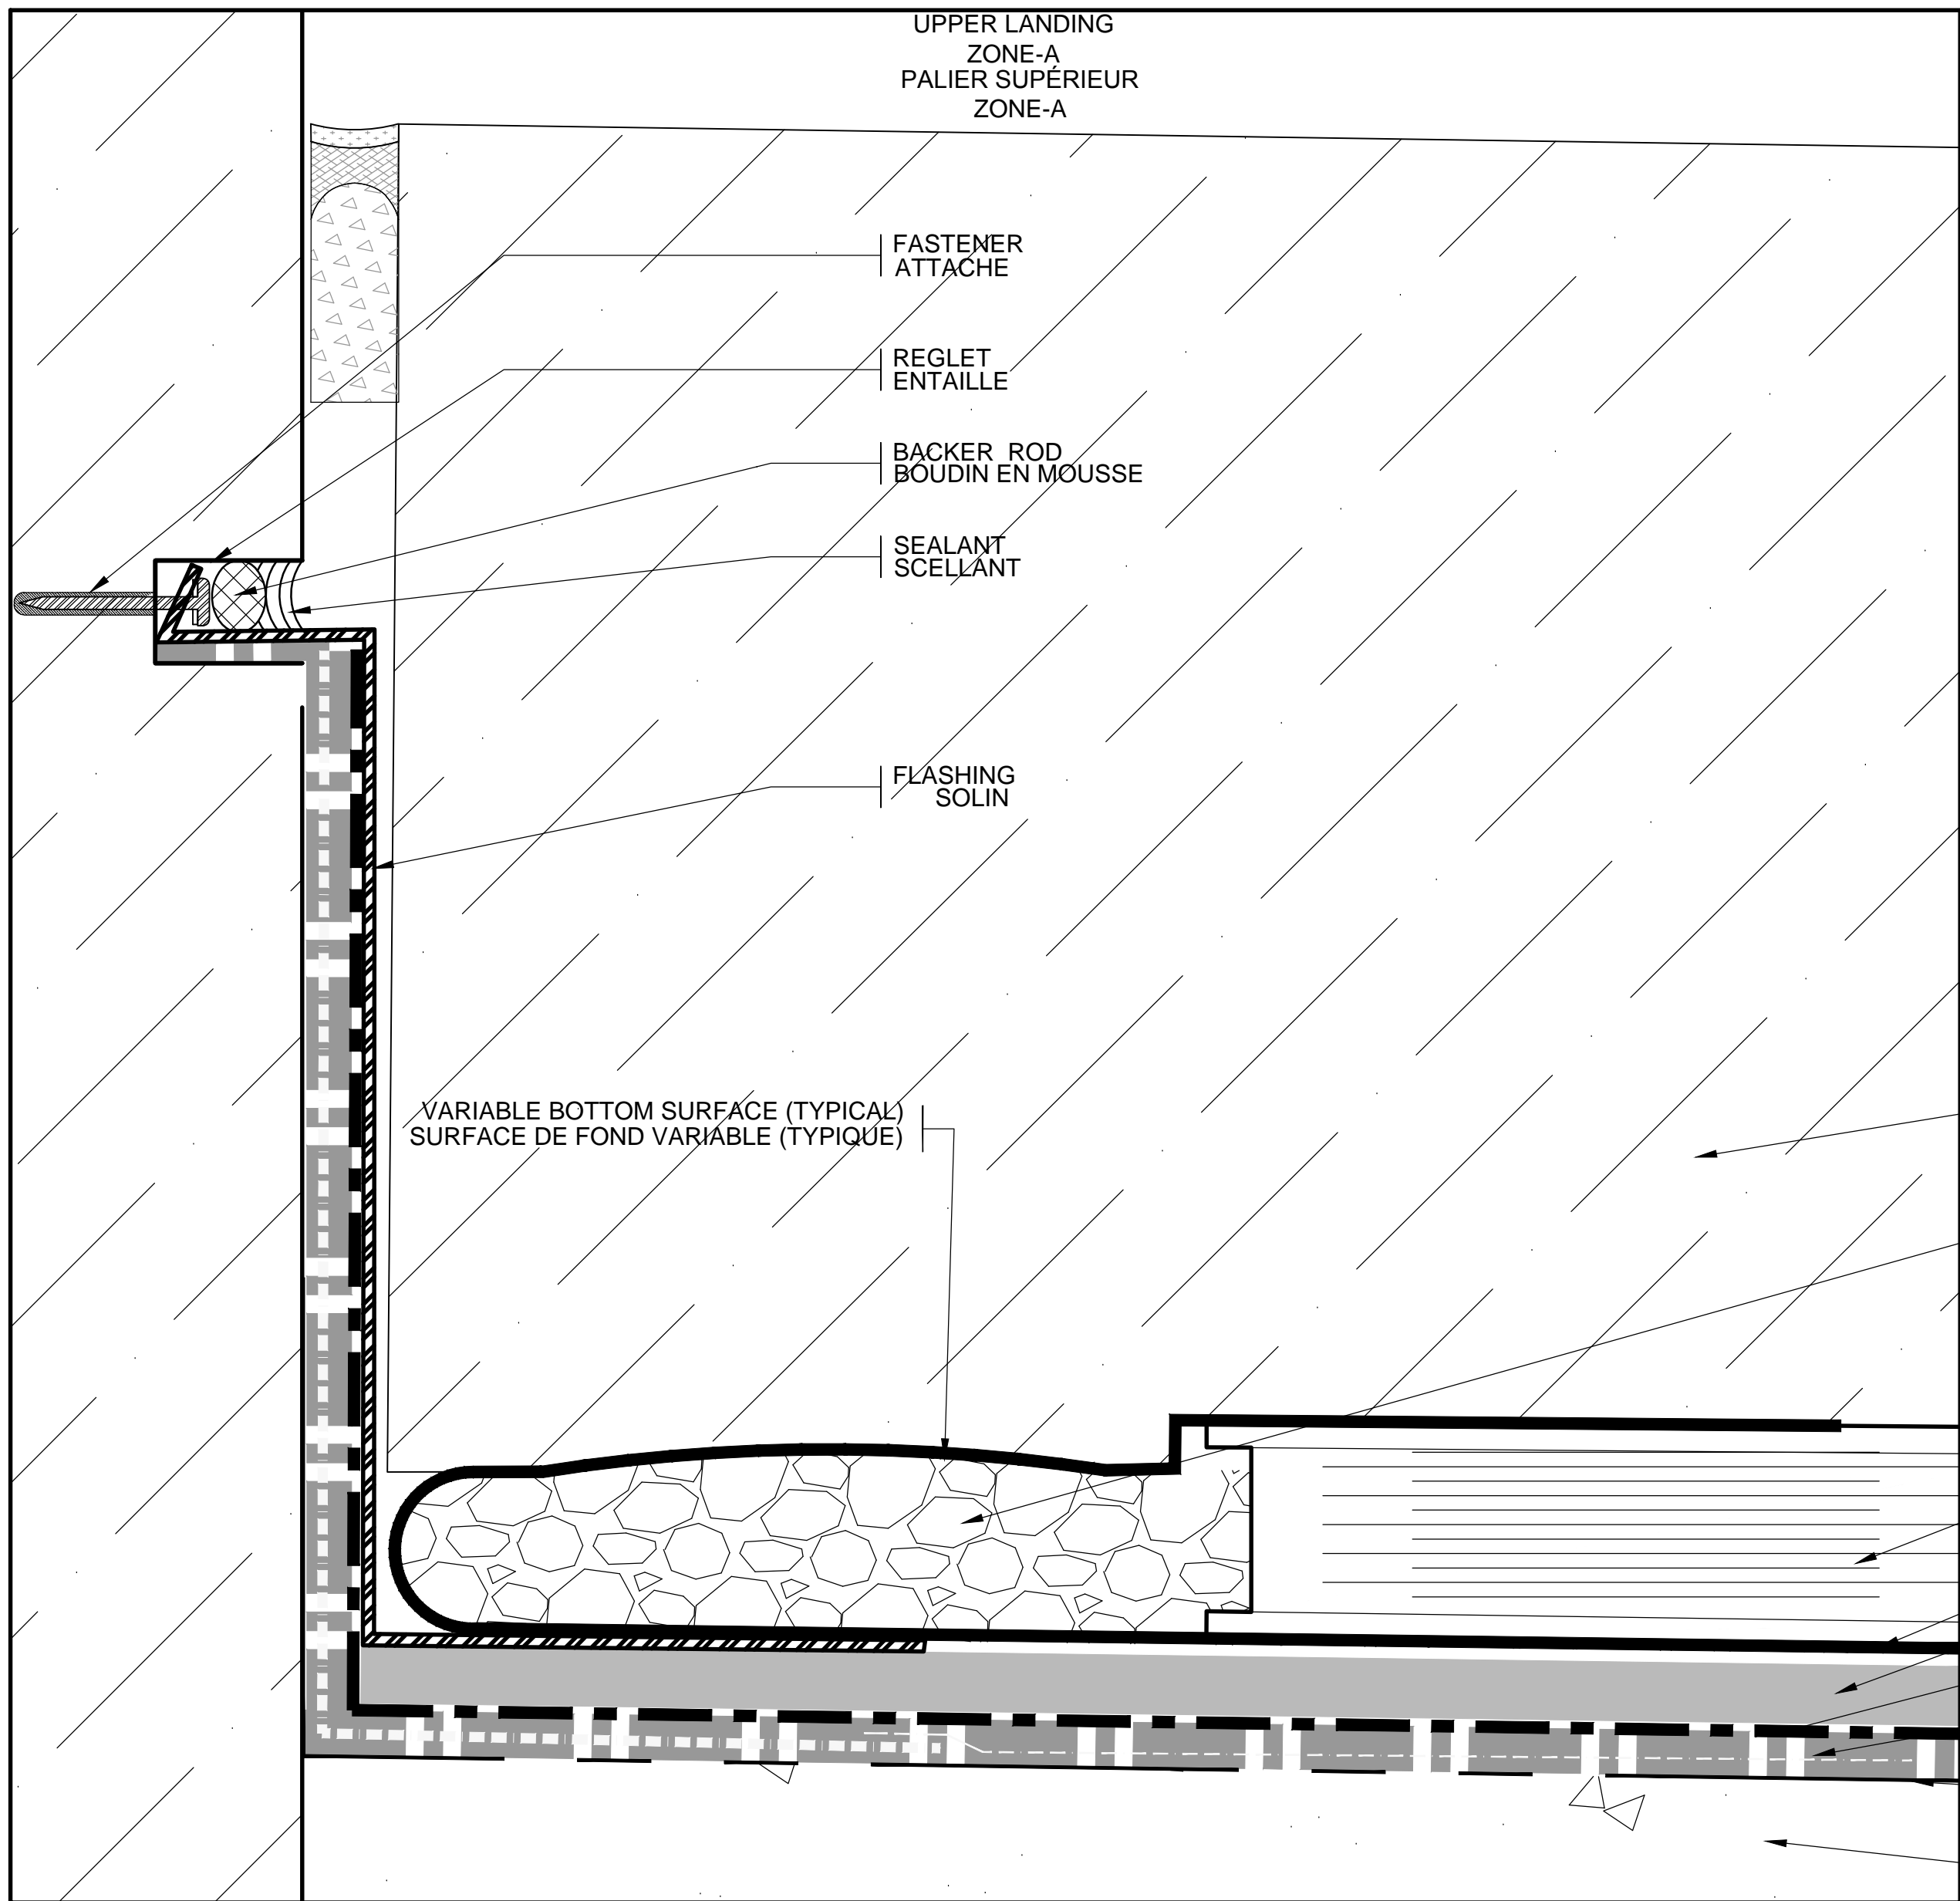 UPPER LANDING
ZONE-A
PALIER SUPÉRIEUR
ZONE-A
FASTENER
ATTACHE
REGLET
ENTAILLE
BACKER ROD
BOUDIN EN MOUSSE
SEALANT
SCELLANT
FLASHING
SOLIN
VARIABLE BOTTOM SURFACE (TYPICAL)
SURFACE DE FOND VARIABLE (TYPIQUE)